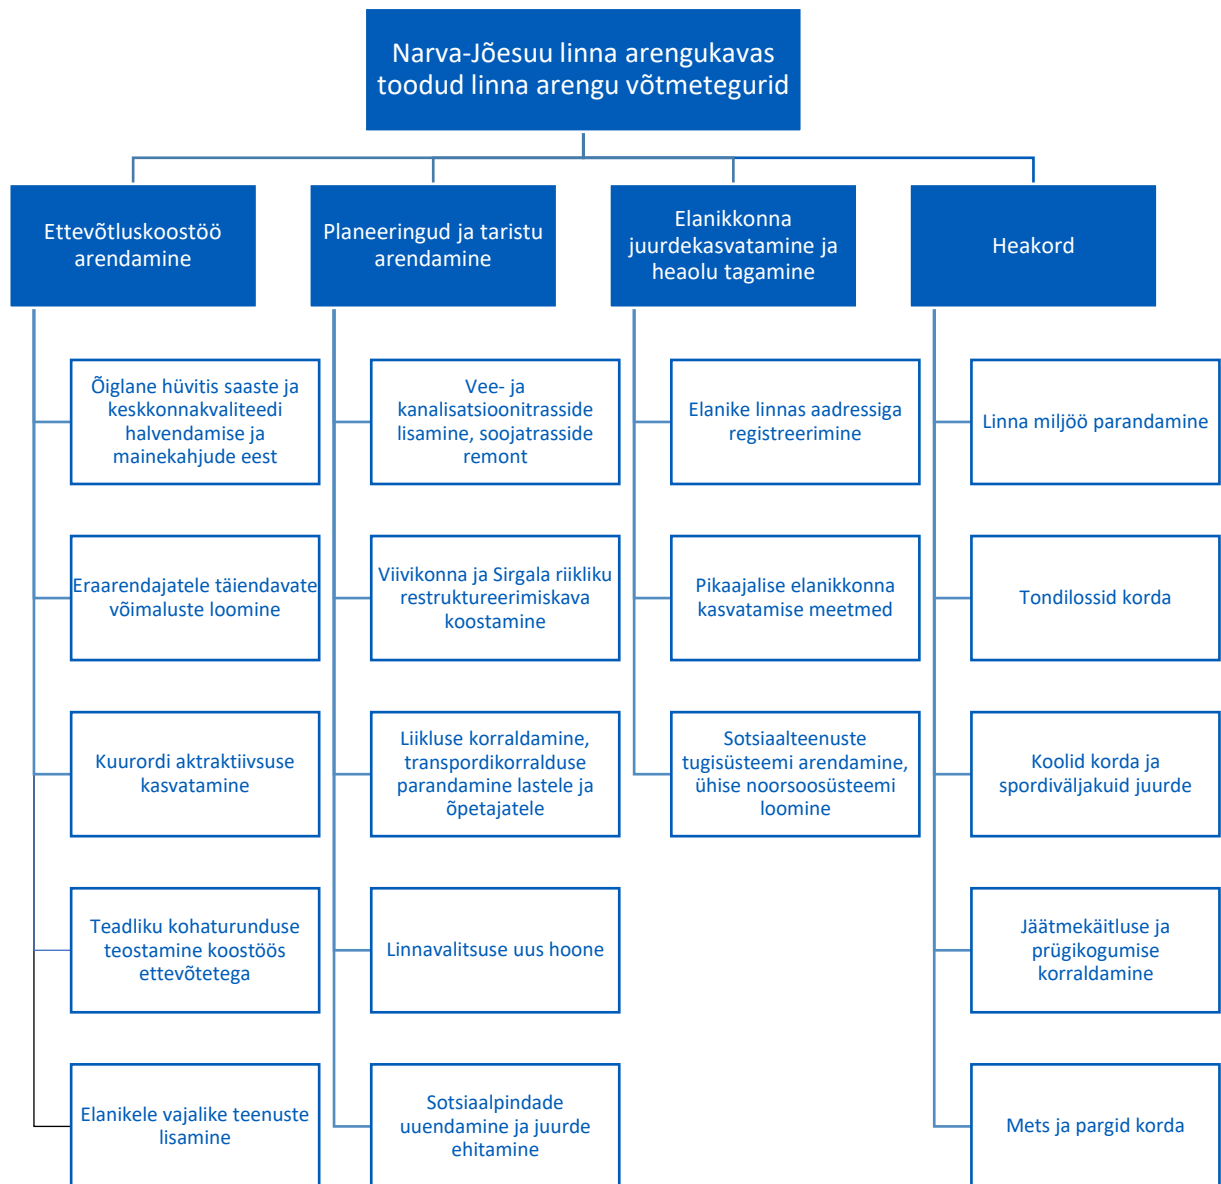 Narva-Jõesuu linna arengukavas
toodud linna arengu võtmetegurid
Ettevõtluskoostöö
arendamine
Õiglane hüvitis saaste ja
keskkonnakvaliteedi
halvendamise ja
mainekahjude eest
Eraarendajatele täiendavate
võimaluste loomine
Kuurordi aktraktiivsuse
kasvatamine
Teadliku kohaturunduse
teostamine koostöös
ettevõtetega
Elanikele vajalike teenuste
lisamine
Planeeringud ja taristu
arendamine
Vee- ja
kanalisatsioonitrasside
lisamine, soojatrasside
remont
Viivikonna ja Sirgala riikliku
restruktureerimiskava
koostamine
Liikluse korraldamine,
transpordikorralduse
parandamine lastele ja
õpetajatele
Linnavalitsuse uus hoone
Sotsiaalpindade
uuendamine ja juurde
ehitamine
Elanikkonna
juurdekasvatamine ja
heaolu tagamine
Elanike linnas aadressiga
registreerimine
Pikaajalise elanikkonna
kasvatamise meetmed
Sotsiaalteenuste
tugisüsteemi arendamine,
ühise noorsoosüsteemi
loomine
Heakord
Linna miljöö parandamine
Tondilossid korda
Koolid korda ja
spordiväljakuid juurde
Jäätmekäitluse ja
prügikogumise
korraldamine
Mets ja pargid korda